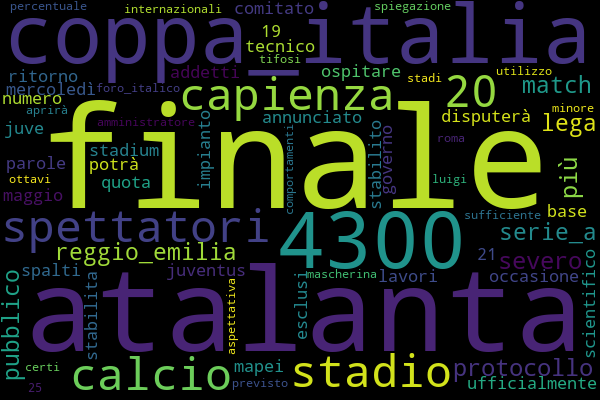 percentuale
internazionali
comitato
spiegazione
coppa_italia
19
tecnico
tifosi
ritorno
addetti
ospitare
stadi
utilizzo
mercoledì
foro_italico
capienza
20
match
numero
aprirà
amministratore
annunciato
disputerà
minore
lega
juve
finale
impianto
comportamenti
stabilito
governo
roma
parole
stadium
potrà
ottavi
quota
luigi
più
maggio
spettatori
4300
sufficiente
base
serie_a
reggio_emilia
21
severo
spalti
juventus
mascherina
lavori
occasione
scientifico
pubblico
stabilita
atalanta
aspettativa
esclusi
certi
calcio
mapei
stadio
protocollo
25
previsto
ufficialmente